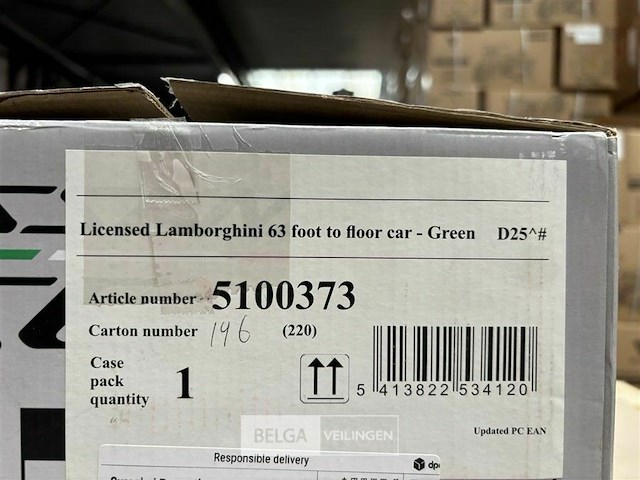 Licensed Lamborghini 63 foot to floor car - Green D25^#
Article number 5100373
Carton number 196 (220)
Case
pack
quantity 1
5 413822 534120
Updated PC EAN
BELGA VEILINGEN
Responsible delivery
dpd